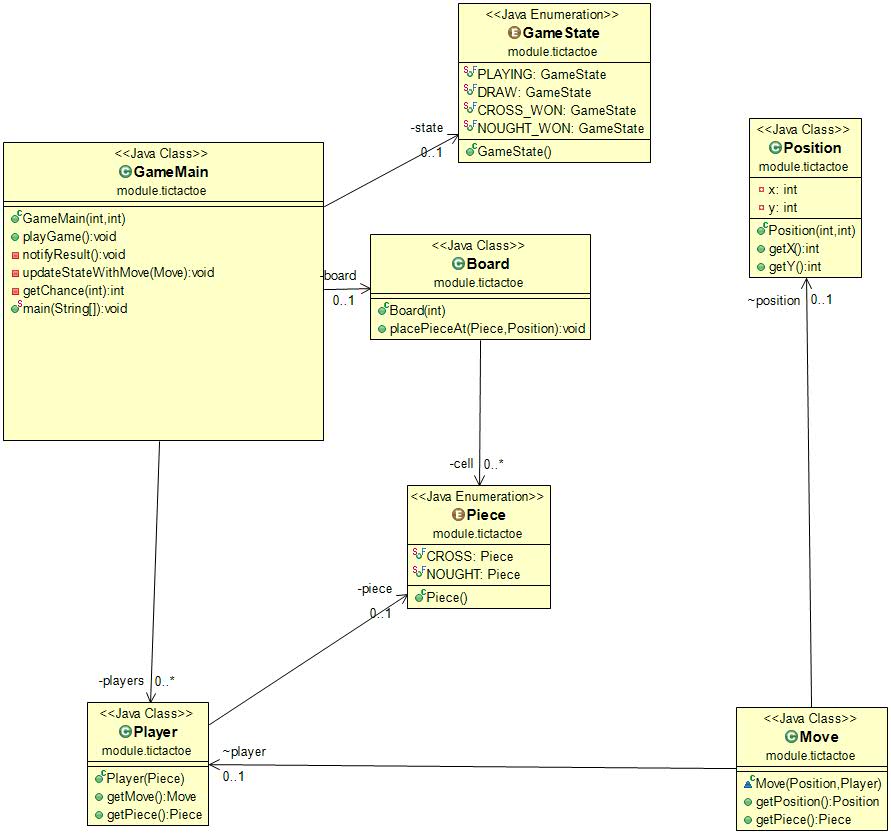 <<Java Enumeration>>
GameState
module.tictactoe
PLAYING: GameState
DRAW: GameState
CROSS_WON: GameState
NOUGHT_WON: GameState
GameState()
-state
0..1
<<Java Class>>
GameMain
module.tictactoe
GameMain(int,int)
playGame():void
notifyResult():void
updateStateWithMove(Move):void
getChance(int):int
main(String[]):void
<<Java Class>>
Position
module.tictactoe
x: int
y: int
Position(int,int)
getX():int
getY():int
~position
0..1
-board
0..1
<<Java Class>>
Board
module.tictactoe
Board(int)
placePieceAt(Piece,Position):void
-cell
0..*
<<Java Enumeration>>
Piece
module.tictactoe
CROSS: Piece
NOUGHT: Piece
Piece()
-piece
0..1
-players
0..*
<<Java Class>>
Player
module.tictactoe
Player(Piece)
getMove():Move
getPiece():Piece
~player
0..1
<<Java Class>>
Move
module.tictactoe
Move(Position,Player)
getPosition():Position
getPiece():Piece